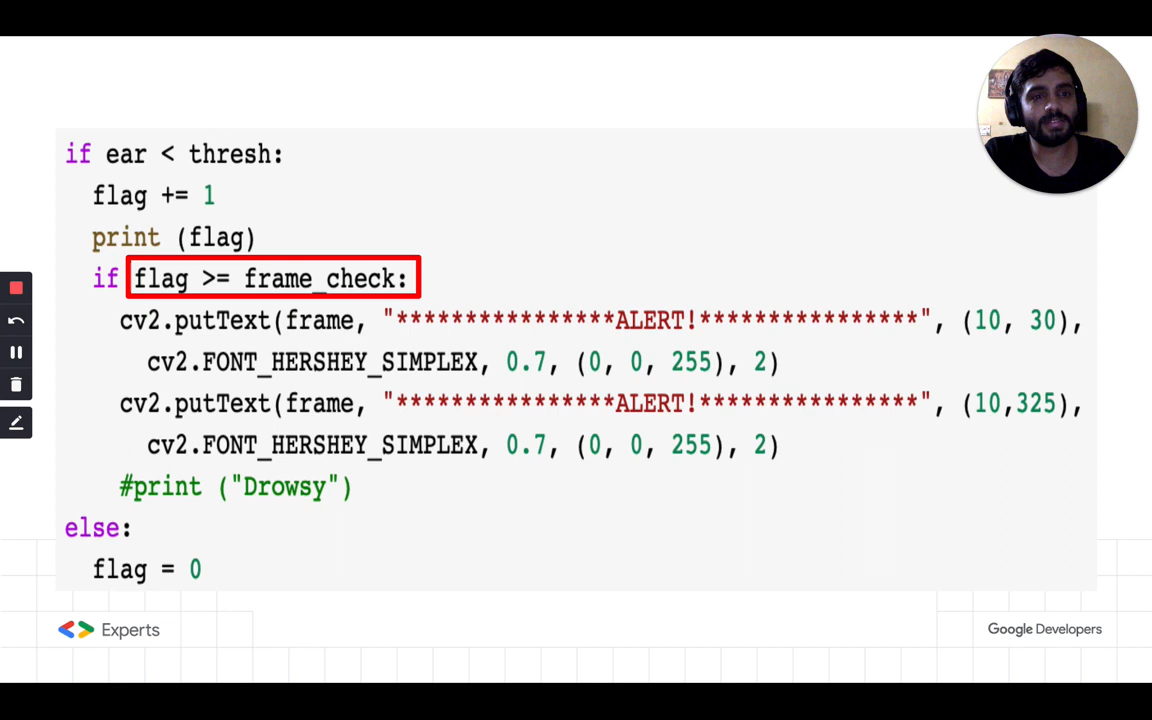 if ear < thresh:
flag += 1
print (flag)
if flag >= frame_check:
cv2.putText(frame, "****************ALERT!****************", (10, 30),
cv2.FONT_HERSHEY_SIMPLEX, 0.7, (0, 0, 255), 2)
cv2.putText(frame, "****************ALERT!****************", (10,325),
cv2.FONT_HERSHEY_SIMPLEX, 0.7, (0, 0, 255), 2)
#print ("Drowsy")
else:
flag = 0
Experts
Google Developers